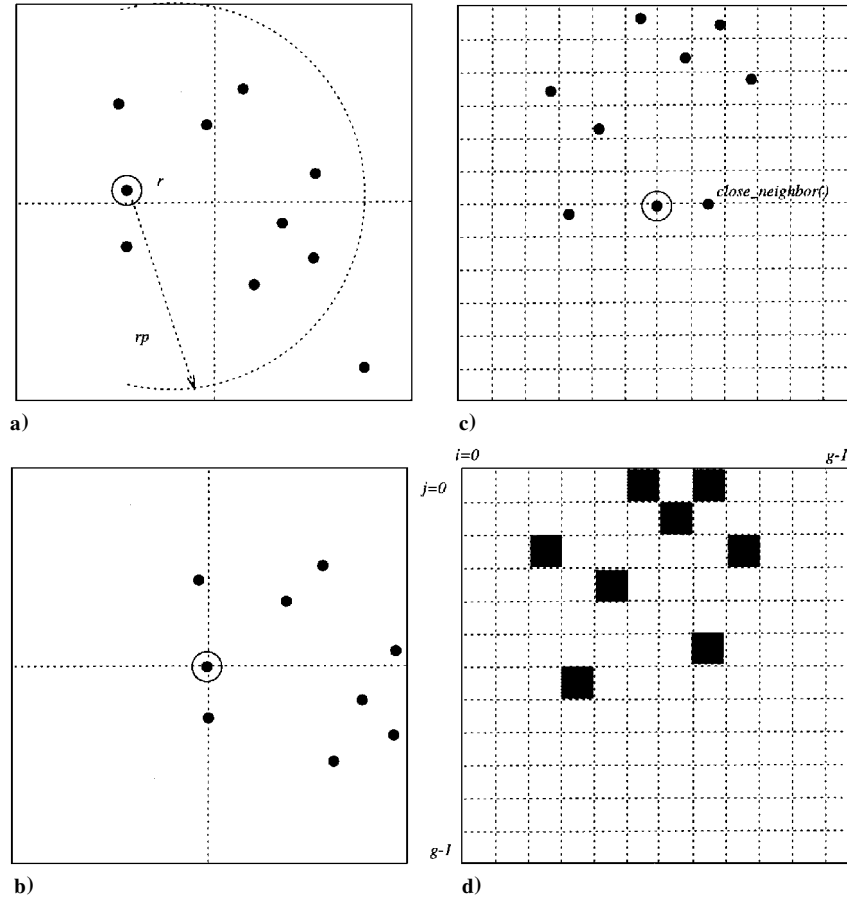 r
rp
a)
close_neighbor()
c)
b)
i=0
g-1
j=0
g-1
d)